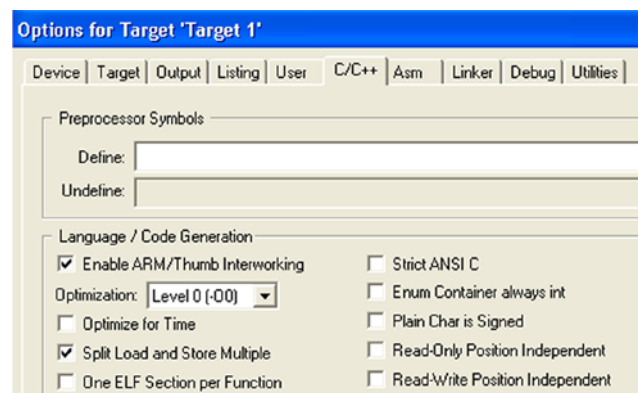 Options for Target 'Target 1'
Device Target Output Listing User C/C++ Asm Linker Debug Utilities
Preprocessor Symbols
Define:
Undefine:
Language / Code Generation
Enable ARM/Thumb Interworking
Optimization: Level 0 (-O0)
Optimize for Time
Split Load and Store Multiple
One ELF Section per Function
Strict ANSI C
Enum Container always int
Plain Char is Signed
Read-Only Position Independent
Read-Write Position Independent